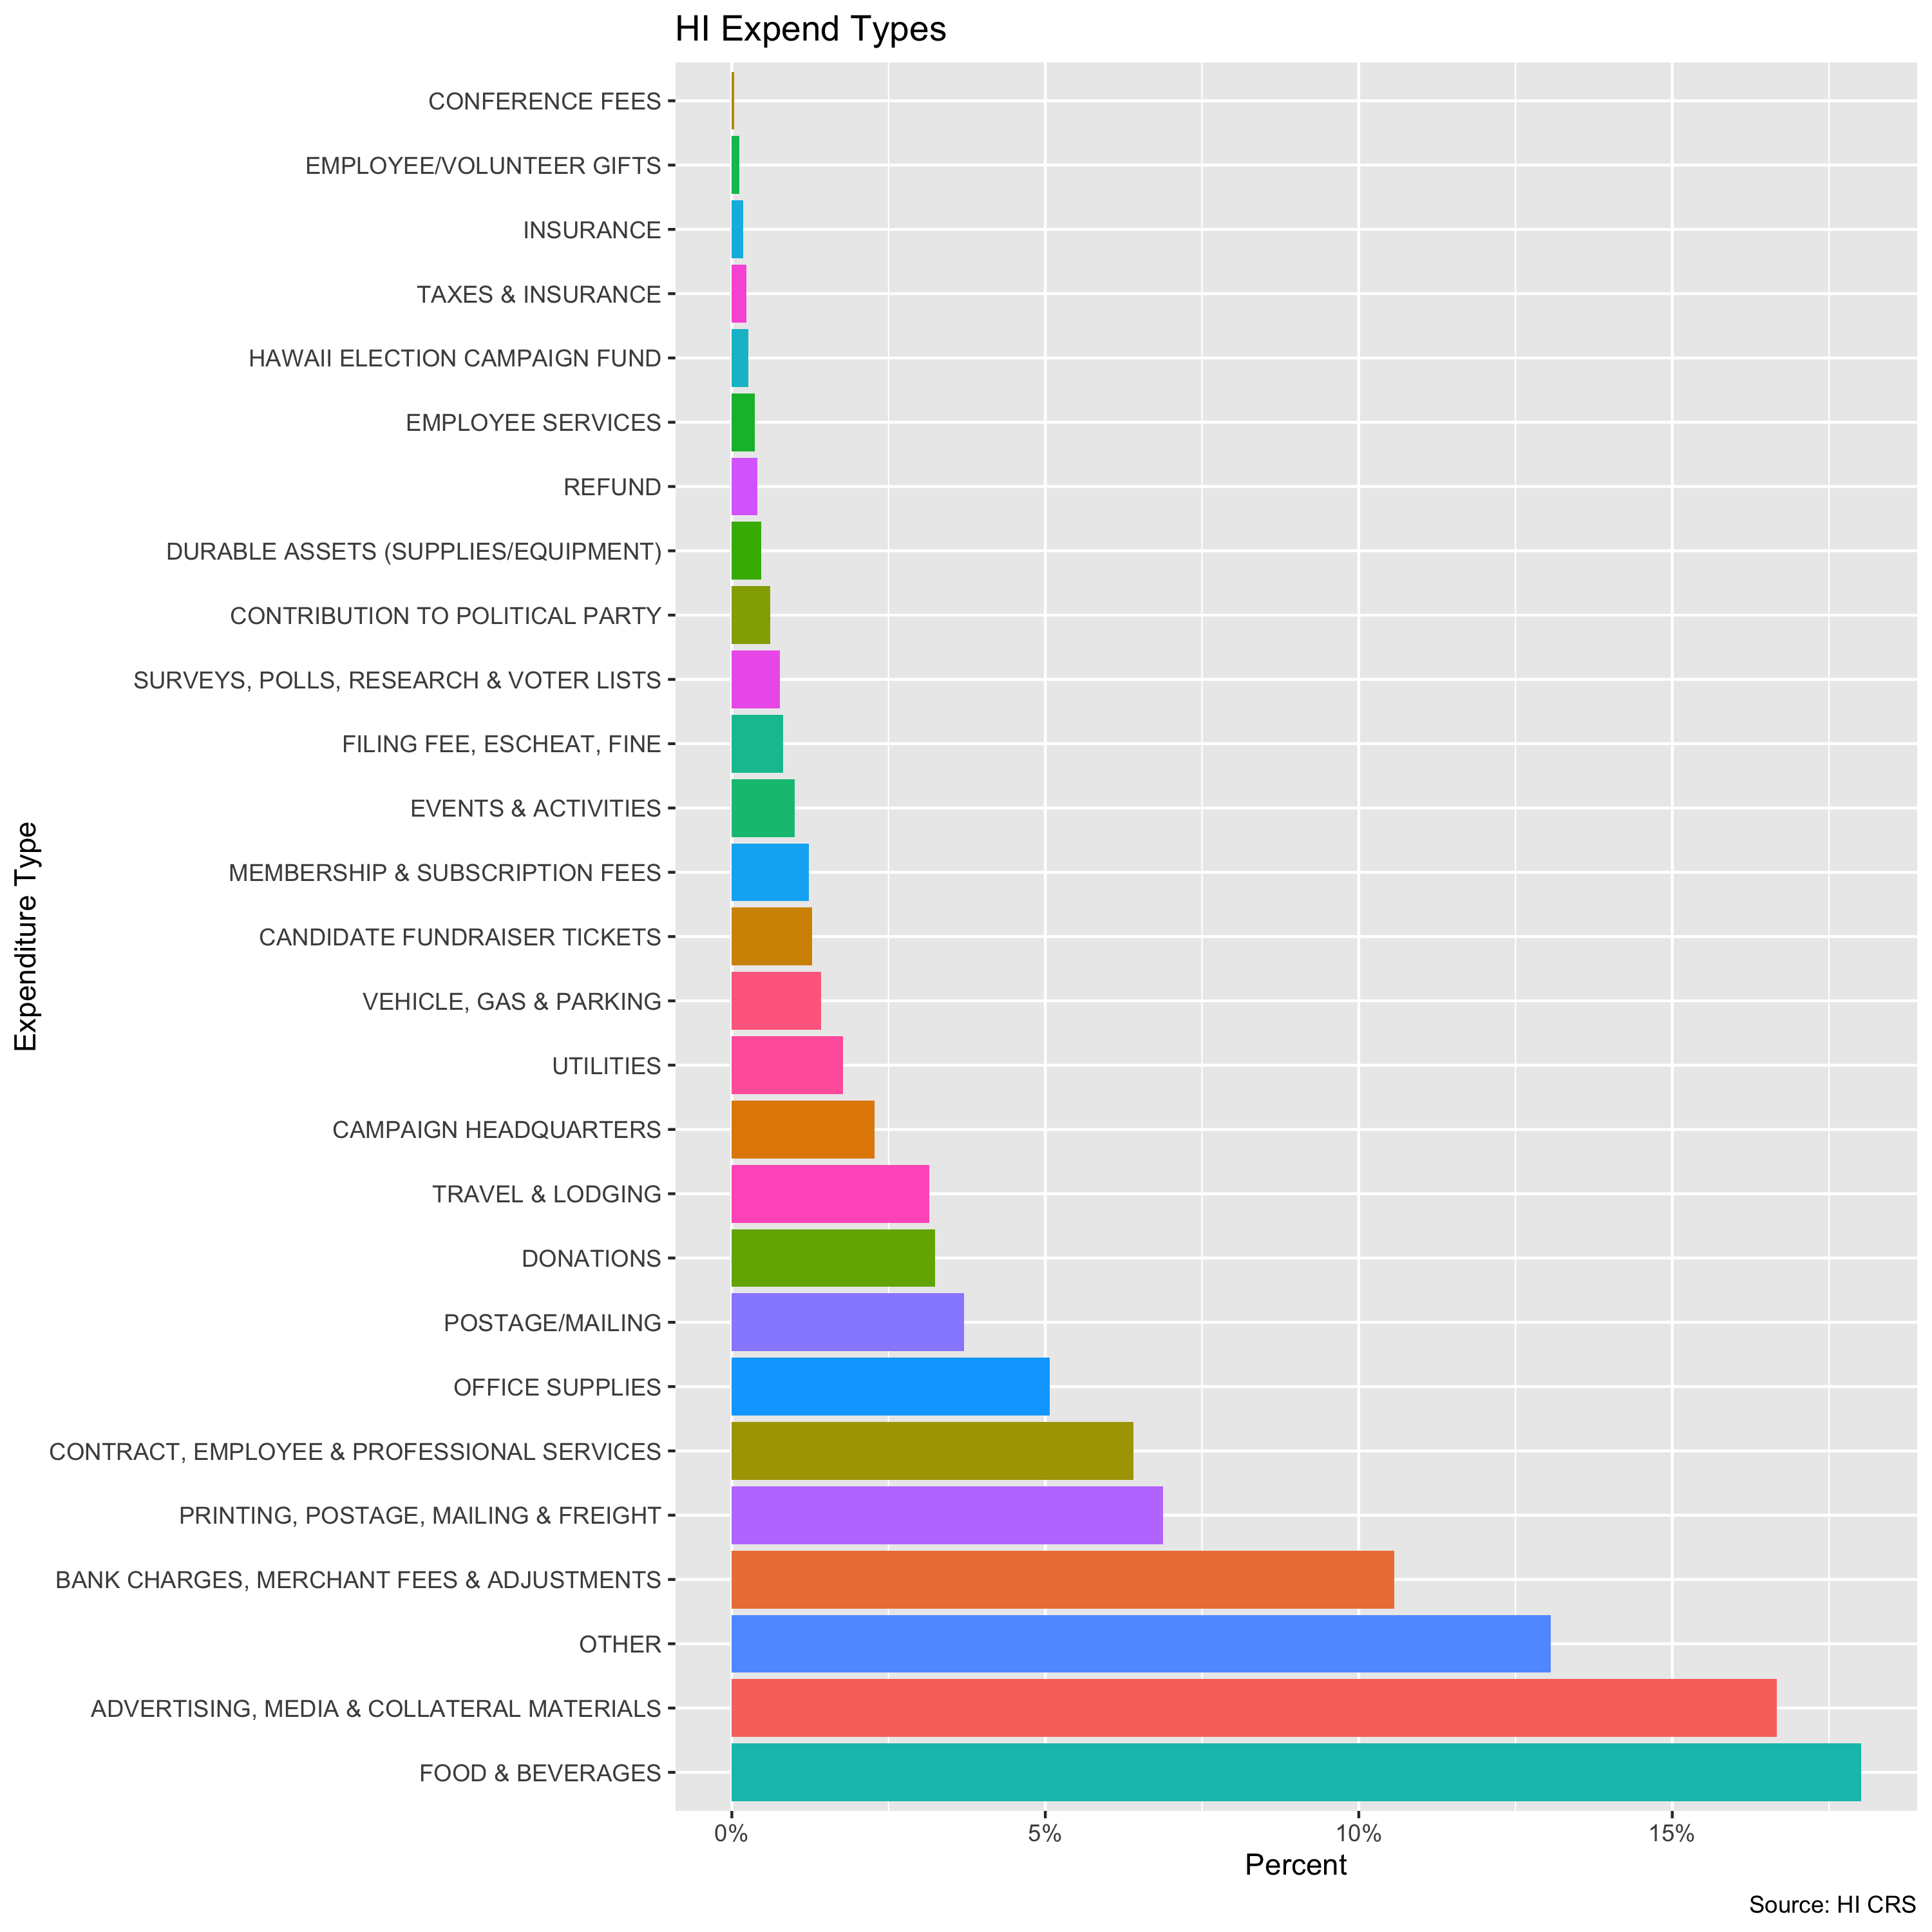 HI Expend Types
CONFERENCE FEES
EMPLOYEE/VOLUNTEER GIFTS
INSURANCE
TAXES & INSURANCE
HAWAII ELECTION CAMPAIGN FUND
EMPLOYEE SERVICES
REFUND
DURABLE ASSETS (SUPPLIES/EQUIPMENT)
CONTRIBUTION TO POLITICAL PARTY
SURVEYS, POLLS, RESEARCH & VOTER LISTS
FILING FEE, ESCHEAT, FINE
EVENTS & ACTIVITIES
MEMBERSHIP & SUBSCRIPTION FEES
CANDIDATE FUNDRAISER TICKETS
VEHICLE, GAS & PARKING
UTILITIES
CAMPAIGN HEADQUARTERS
TRAVEL & LODGING
DONATIONS
POSTAGE/MAILING
OFFICE SUPPLIES
CONTRACT, EMPLOYEE & PROFESSIONAL SERVICES
PRINTING, POSTAGE, MAILING & FREIGHT
BANK CHARGES, MERCHANT FEES & ADJUSTMENTS
OTHER
ADVERTISING, MEDIA & COLLATERAL MATERIALS
FOOD & BEVERAGES
Expenditure Type
0% 5% 10% 15%
Percent
Source: HI CRS